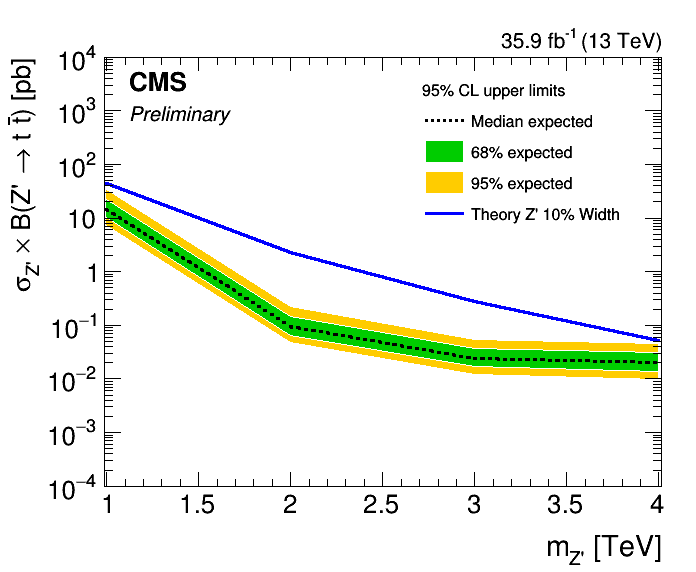 35.9 fb⁻¹ (13 TeV)
σ_Z' × B(Z' → t t̄) [pb]
10⁴
10³
10²
10
1
10⁻¹
10⁻²
10⁻³
10⁻⁴
CMS
Preliminary
95% CL upper limits
Median expected
68% expected
95% expected
Theory Z' 10% Width
1 1.5 2 2.5 3 3.5 4
m_Z' [TeV]